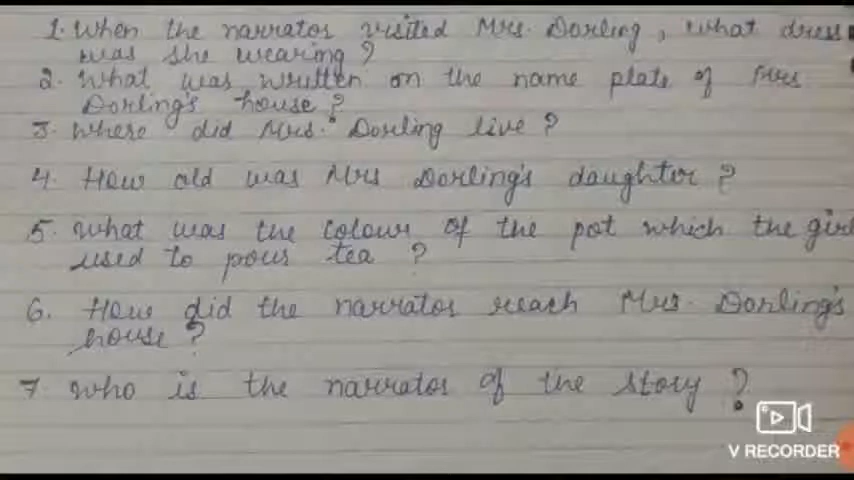 1. When the narrator visited Mrs. Dorling, what dress
was she wearing?
2. What was written on the name plate of Mrs
Dorling's house?
3. Where did Mrs. Dorling live?
4. How old was Mrs Dorling's daughter?
5. What was the colour of the pot which the girl
used to pour tea?
6. How did the narrator reach Mrs. Dorling's
house?
7. Who is the narrator of the story?
V RECORDER